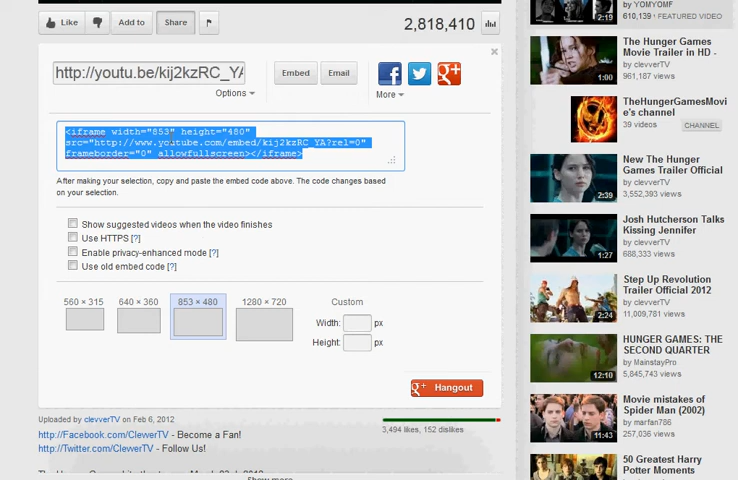 Like
Add to
Share
2,818,410
http://youtu.be/kij2kzRC_YA
Options
Embed
Email
More
<iframe width="853" height="480"
src="http://www.youtube.com/embed/kij2kzRC_YA?rel=0"
frameborder="0" allowfullscreen></iframe>
After making your selection, copy and paste the embed code above. The code changes based
on your selection.
Show suggested videos when the video finishes
Use HTTPS [?]
Enable privacy-enhanced mode [?]
Use old embed code [?]
560 × 315
640 × 360
853 × 480
1280 × 720
Custom
Width: px
Height: px
Hangout
Uploaded by clevverTV on Feb 6, 2012
3,494 likes, 152 dislikes
http://Facebook.com/ClevverTV - Become a Fan!
http://Twitter.com/ClevverTV - Follow Us!
Show more
by YOMYOMF
610,139 FEATURED VIDEO
2:19
The Hunger Games
Movie Trailer in HD -
by clevverTV
961,187 views
1:00
TheHungerGamesMovi
e's channel
39 videos CHANNEL
New The Hunger
Games Trailer Official
by clevverTV
3,552,393 views
2:39
Josh Hutcherson Talks
Kissing Jennifer
by clevverTV
688,333 views
1:27
Step Up Revolution
Trailer Official 2012
by clevverTV
11,009,781 views
2:24
HUNGER GAMES: THE
SECOND QUARTER
by MainstayPro
5,845,743 views
12:10
Movie mistakes of
Spider Man (2002)
by marfan786
257,036 views
11:43
50 Greatest Harry
Potter Moments